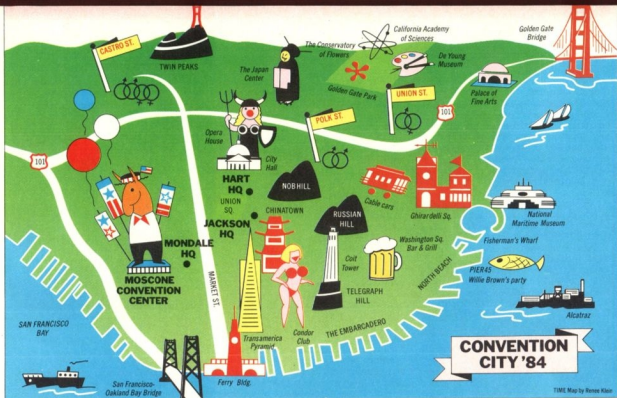 CASTRO ST.
TWIN PEAKS
The Japan
Center
The Conservatory
of Flowers
California Academy
of Sciences
De Young
Museum
Golden Gate
Bridge
Golden Gate Park
UNION ST.
Palace of
Fine Arts
POLK ST.
101
101
Opera
House
City
Hall
HART
HQ
UNION
SQ.
NOB HILL
CHINATOWN
JACKSON
HQ
RUSSIAN
HILL
Cable cars
Ghirardelli Sq.
National
Maritime Museum
Fisherman's Wharf
MONDALE
HQ
MOSCONE
CONVENTION
CENTER
MARKET ST.
Coit
Tower
Washington Sq.
Bar & Grill
NORTH BEACH
PIER 45
Willie Brown's party
TELEGRAPH
HILL
Alcatraz
Transamerica
Pyramid
Condor
Club
THE EMBARCADERO
SAN FRANCISCO
BAY
San Francisco-
Oakland Bay Bridge
Ferry Bldg.
CONVENTION
CITY '84
TIME Map by Renee Klein